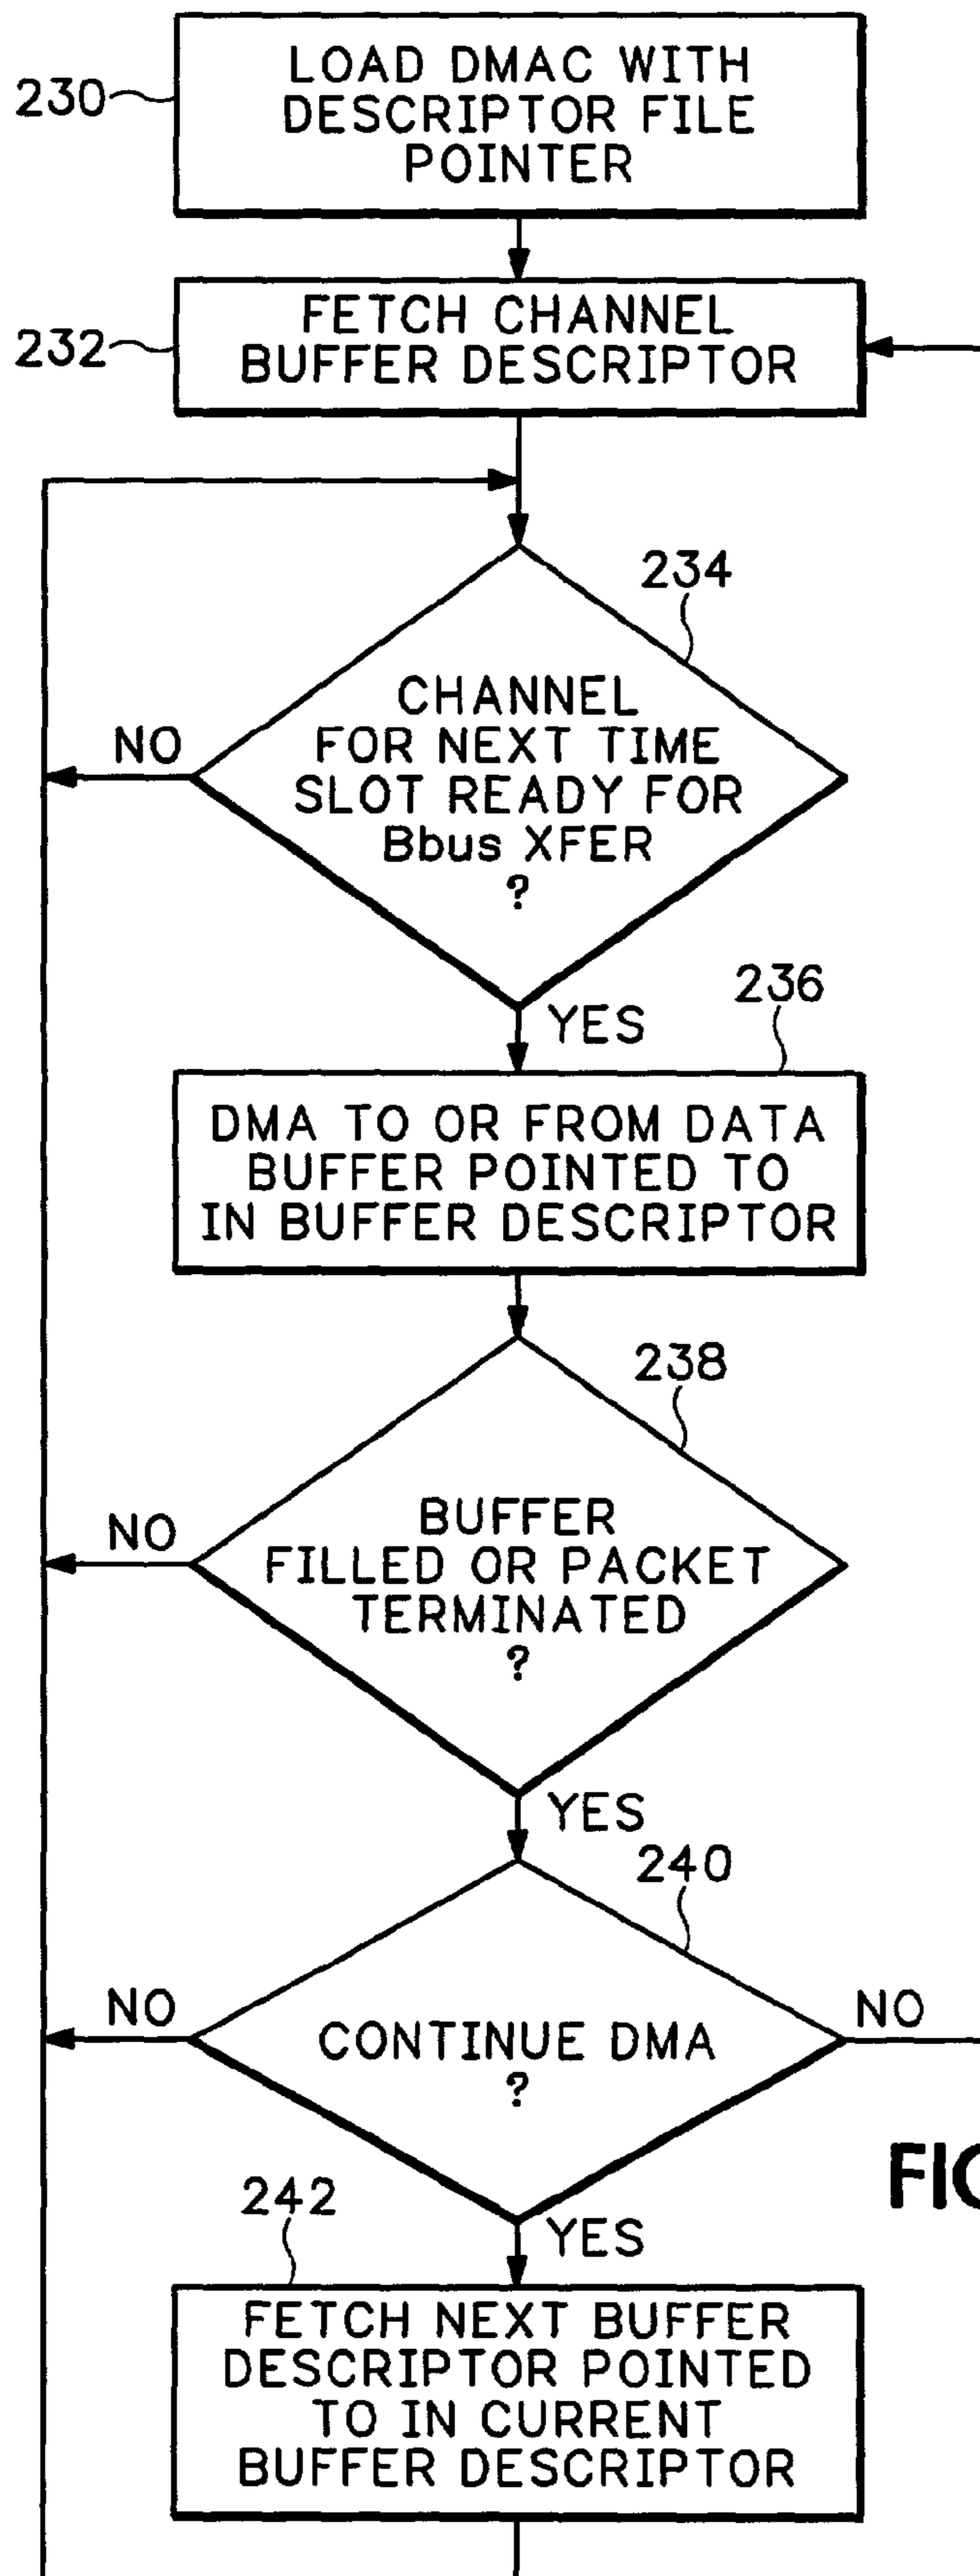 230
LOAD DMAC WITH
DESCRIPTOR FILE
POINTER
232
FETCH CHANNEL
BUFFER DESCRIPTOR
234
CHANNEL
FOR NEXT TIME
SLOT READY FOR
Bbus XFER
?
NO
YES
236
DMA TO OR FROM DATA
BUFFER POINTED TO
IN BUFFER DESCRIPTOR
238
BUFFER
FILLED OR PACKET
TERMINATED
?
NO
YES
240
CONTINUE DMA
?
NO
NO
YES
242
FETCH NEXT BUFFER
DESCRIPTOR POINTED
TO IN CURRENT
BUFFER DESCRIPTOR